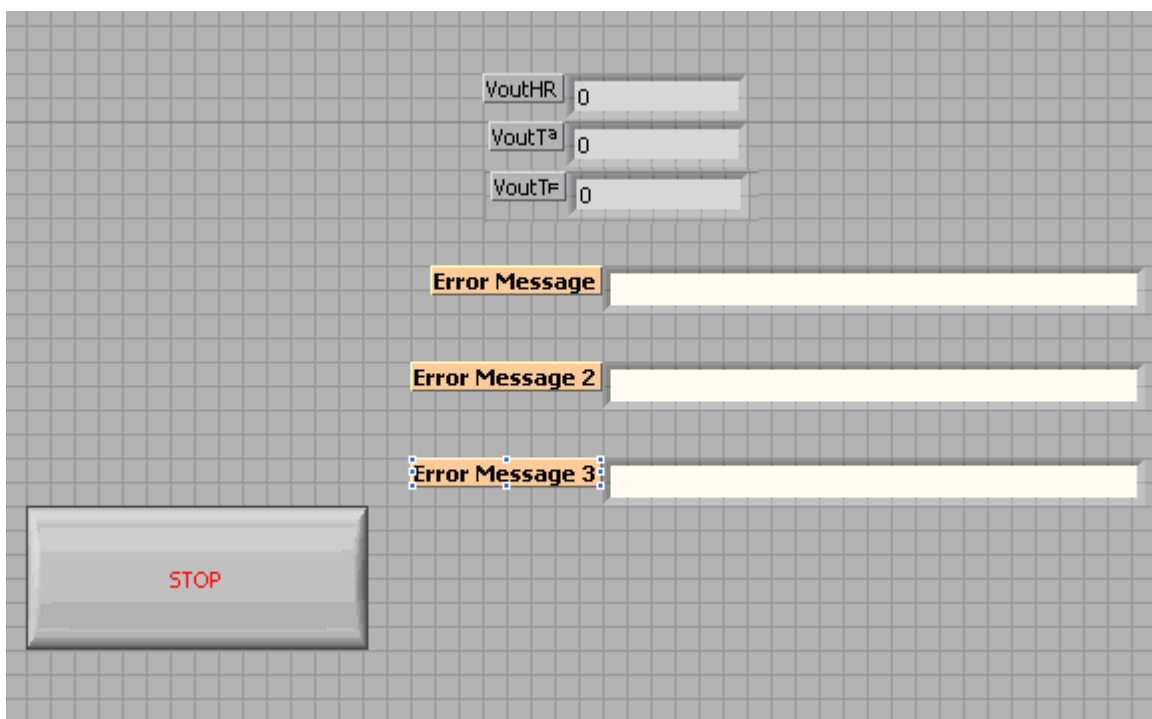 VoutHR
0
VoutTª
0
VoutT=
0
Error Message
Error Message 2
Error Message 3
STOP